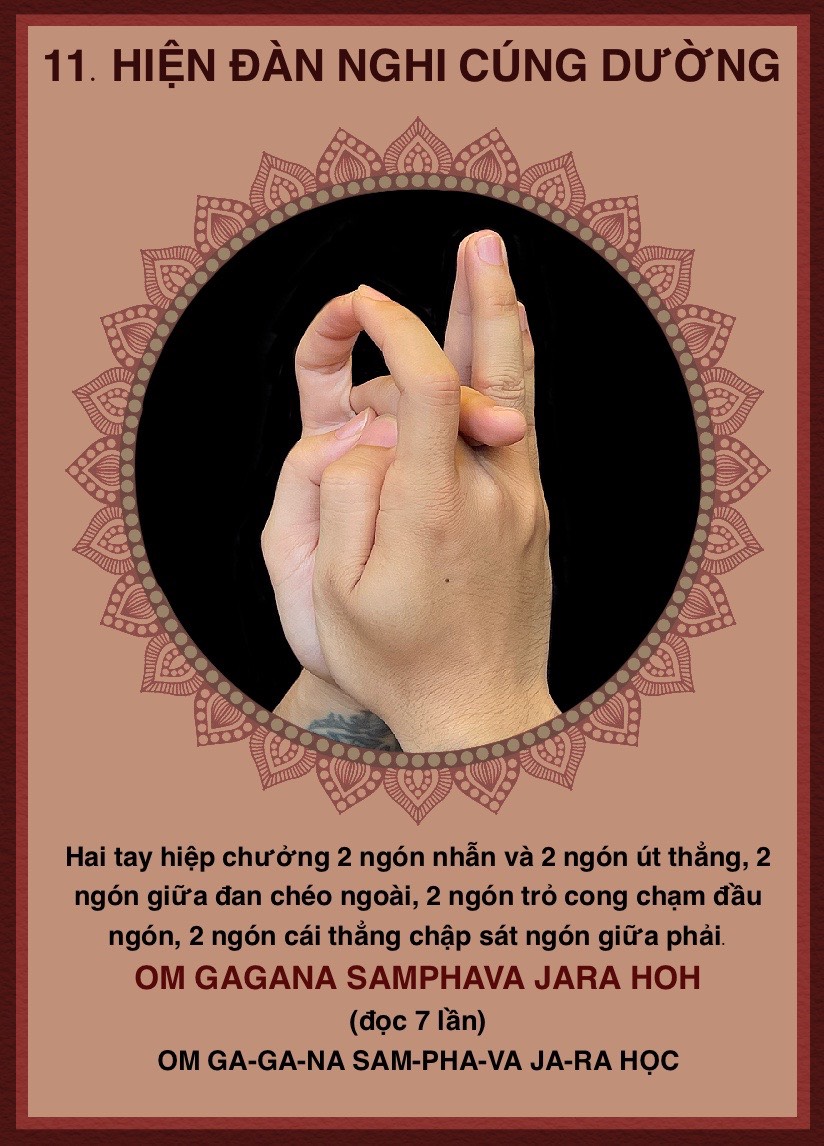 11. HIỆN ĐÀN NGHI CÚNG DƯỜNG
Hai tay hiệp chưởng 2 ngón nhẫn và 2 ngón út thẳng, 2
ngón giữa đan chéo ngoài, 2 ngón trỏ cong chạm đầu
ngón, 2 ngón cái thẳng chập sát ngón giữa phải.
OM GAGANA SAMPHAVA JARA HOH
(đọc 7 lần)
OM GA-GA-NA SAM-PHA-VA JA-RA HỌC